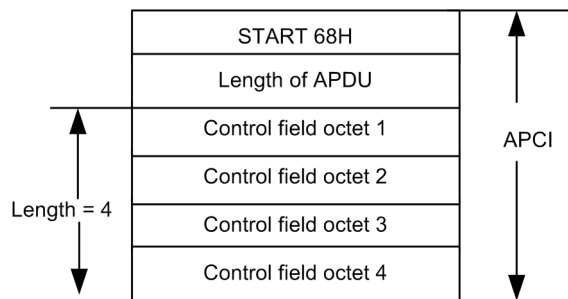 START 68H
Length of APDU
Control field octet 1
Control field octet 2
Control field octet 3
Control field octet 4
Length = 4
APCI